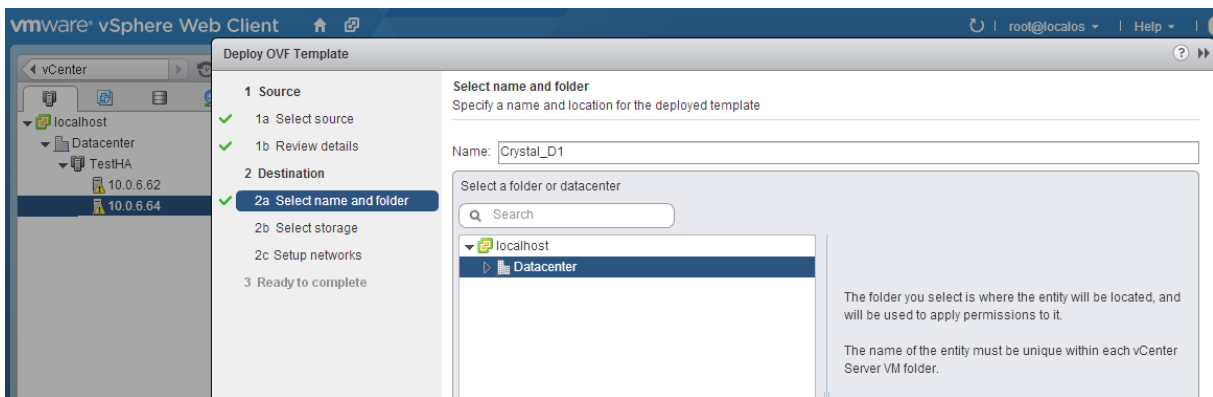 vmware® vSphere Web Client
root@localos
Help
vCenter
localhost
Datacenter
TestHA
10.0.6.62
10.0.6.64
Deploy OVF Template
1 Source
1a Select source
1b Review details
2 Destination
2a Select name and folder
2b Select storage
2c Setup networks
3 Ready to complete
Select name and folder
Specify a name and location for the deployed template
Name: Crystal_D1
Select a folder or datacenter
Search
localhost
Datacenter
The folder you select is where the entity will be located, and
will be used to apply permissions to it.
The name of the entity must be unique within each vCenter
Server VM folder.